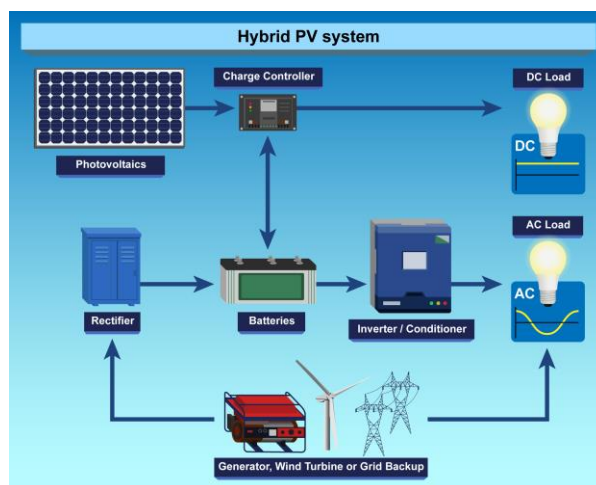 Hybrid PV system
Charge Controller
DC Load
DC
Photovoltaics
AC Load
AC
Rectifier
Batteries
Inverter / Conditioner
Generator, Wind Turbine or Grid Backup